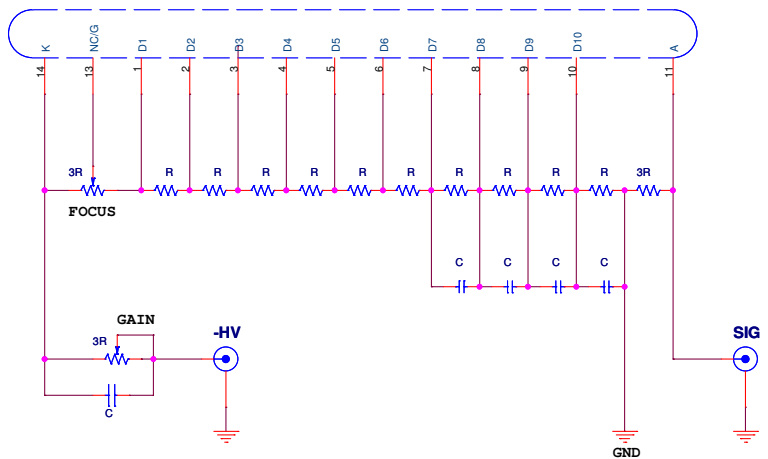 K NC/G D1 D2 D3 D4 D5 D6 D7 D8 D9 D10 A
14 13 1 2 3 4 5 6 7 8 9 10 11
3R R R R R R R R R R R 3R
FOCUS
C C C C
GAIN
3R
-HV
SIG
C
GND